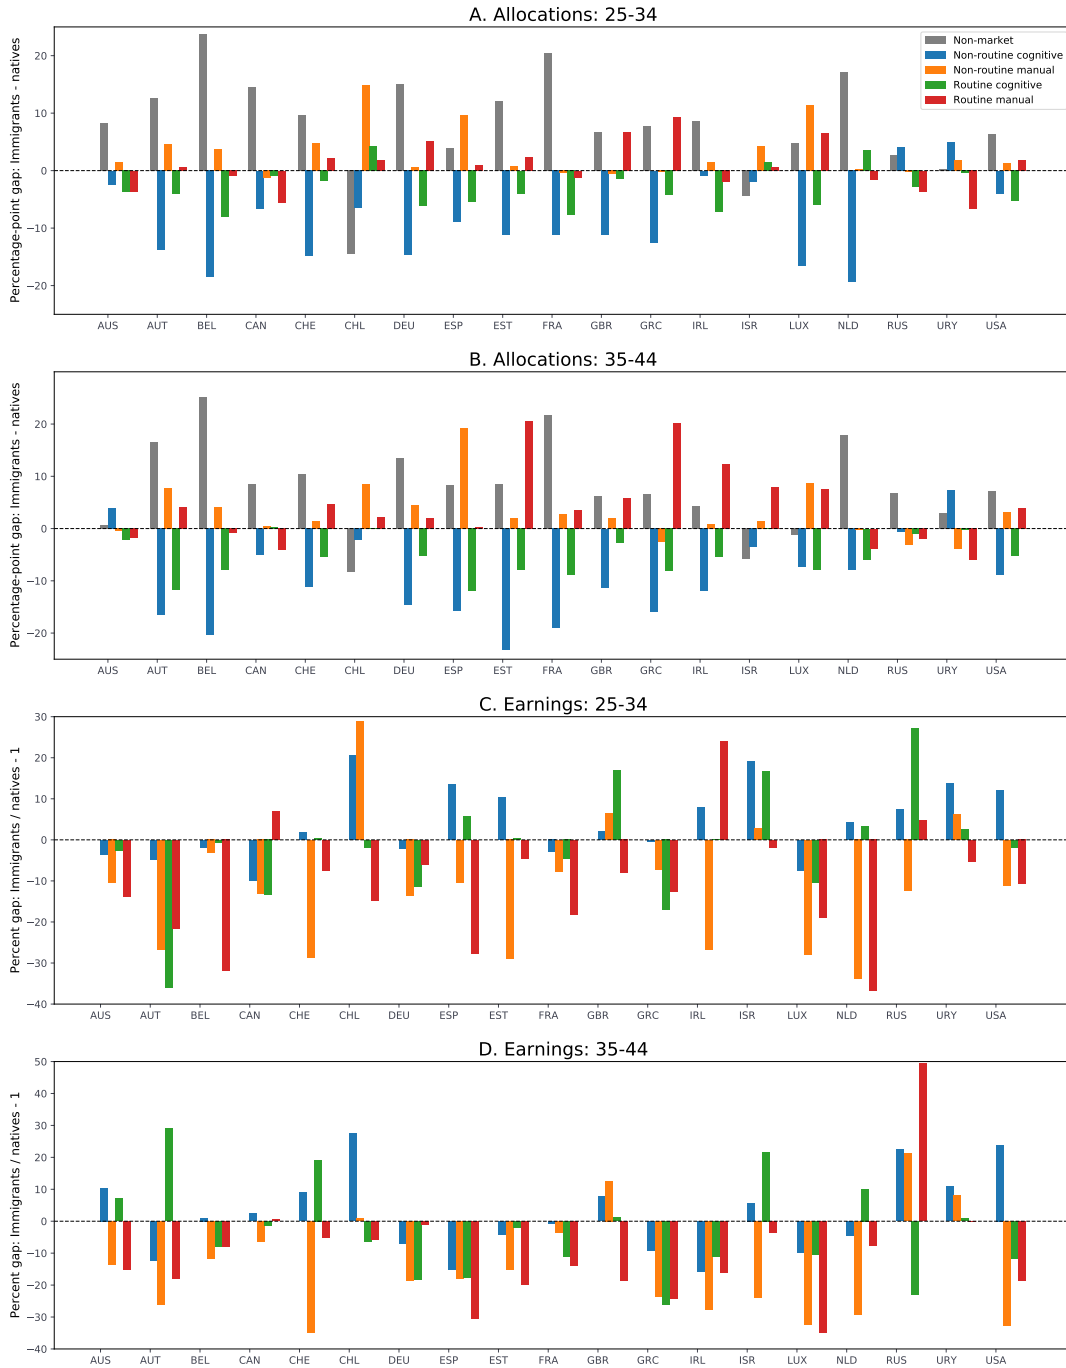 A. Allocations: 25-34
Percentage-point gap: Immigrants - natives
20
10
0
−10
−20
Non-market
Non-routine cognitive
Non-routine manual
Routine cognitive
Routine manual
AUS AUT BEL CAN CHE CHL DEU ESP EST FRA GBR GRC IRL ISR LUX NLD RUS URY USA
B. Allocations: 35-44
Percentage-point gap: Immigrants - natives
20
10
0
−10
−20
AUS AUT BEL CAN CHE CHL DEU ESP EST FRA GBR GRC IRL ISR LUX NLD RUS URY USA
C. Earnings: 25-34
Percent gap: Immigrants / natives - 1
30
20
10
0
−10
−20
−30
−40
AUS AUT BEL CAN CHE CHL DEU ESP EST FRA GBR GRC IRL ISR LUX NLD RUS URY USA
D. Earnings: 35-44
Percent gap: Immigrants / natives - 1
50
40
30
20
10
0
−10
−20
−30
−40
AUS AUT BEL CAN CHE CHL DEU ESP EST FRA GBR GRC IRL ISR LUX NLD RUS URY USA